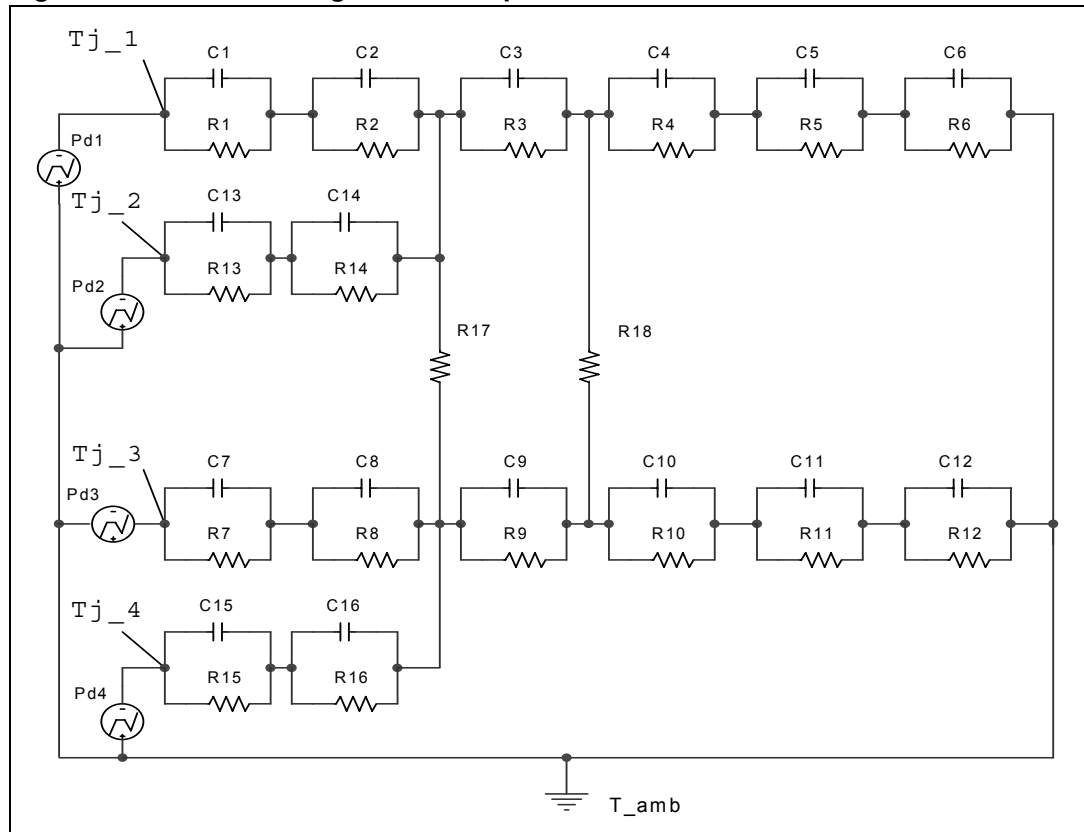 Tj_1
C1 C2 C3 C4 C5 C6
R1 R2 R3 R4 R5 R6
Pd1
Tj_2
C13 C14
R13 R14
Pd2
R17 R18
Tj_3
C7 C8 C9 C10 C11 C12
Pd3
R7 R8 R9 R10 R11 R12
Tj_4
C15 C16
R15 R16
Pd4
T_amb